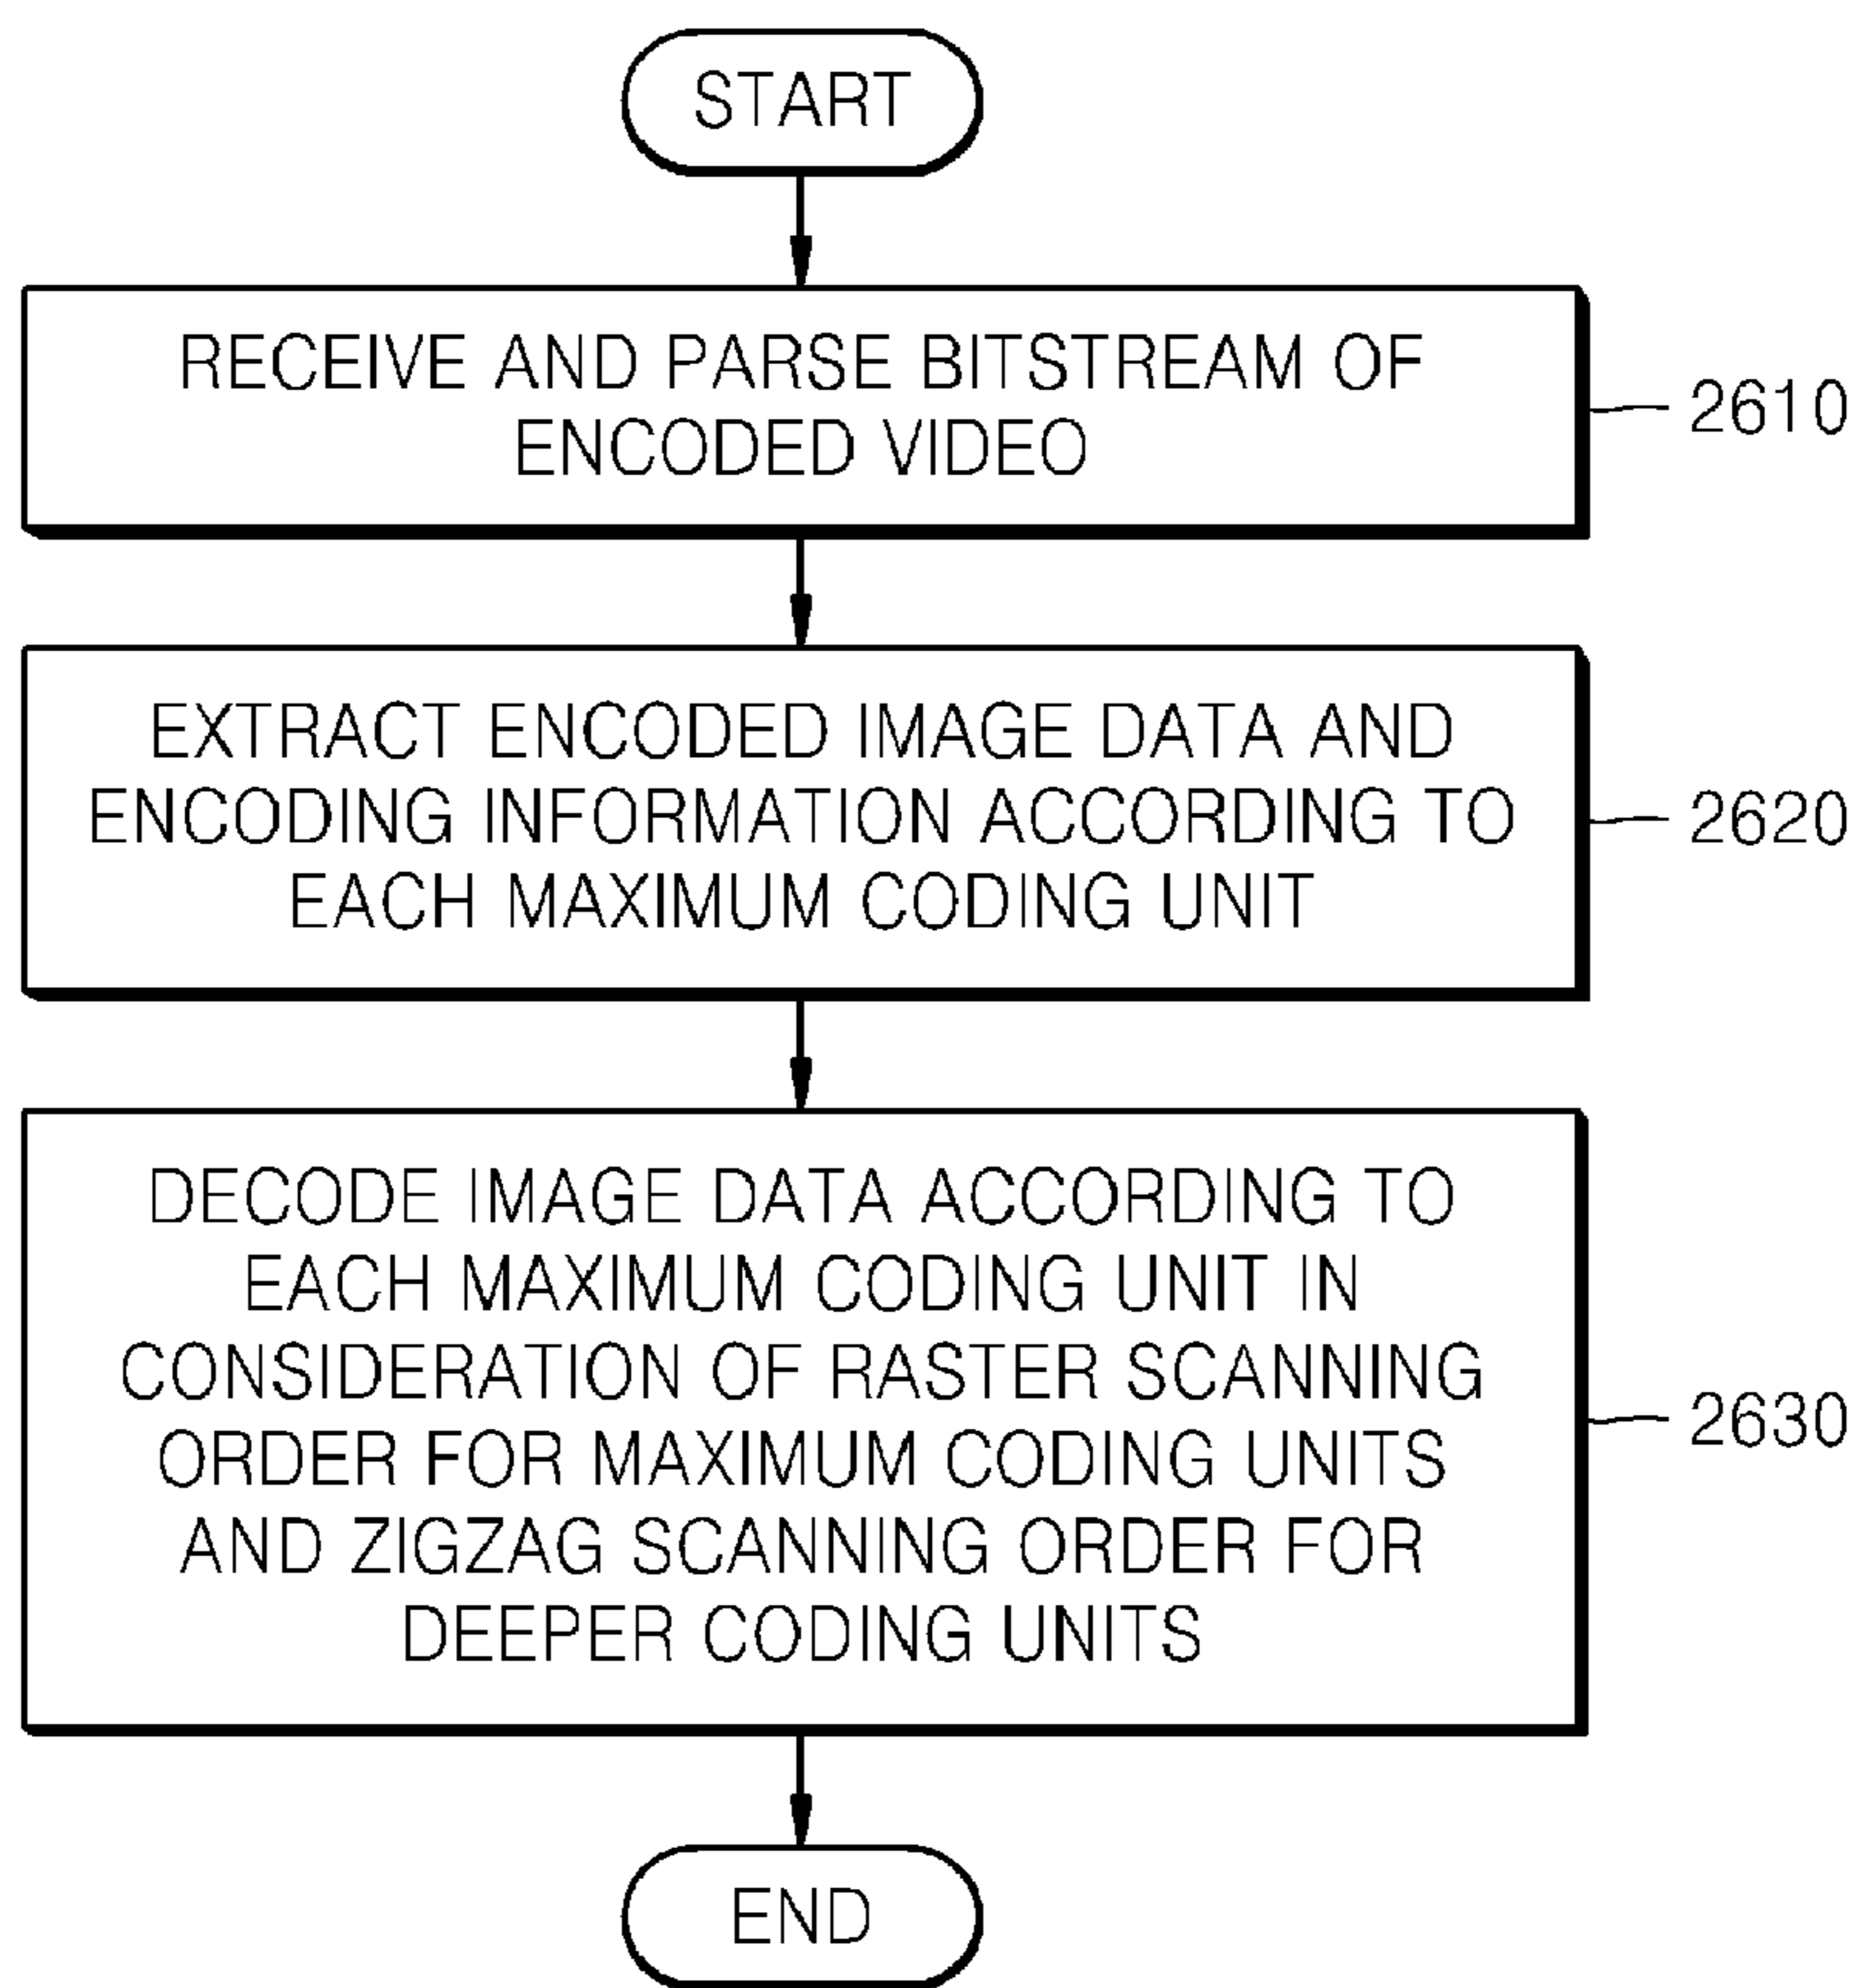 START
RECEIVE AND PARSE BITSTREAM OF
ENCODED VIDEO
2610
EXTRACT ENCODED IMAGE DATA AND
ENCODING INFORMATION ACCORDING TO
EACH MAXIMUM CODING UNIT
2620
DECODE IMAGE DATA ACCORDING TO
EACH MAXIMUM CODING UNIT IN
CONSIDERATION OF RASTER SCANNING
ORDER FOR MAXIMUM CODING UNITS
AND ZIGZAG SCANNING ORDER FOR
DEEPER CODING UNITS
2630
END